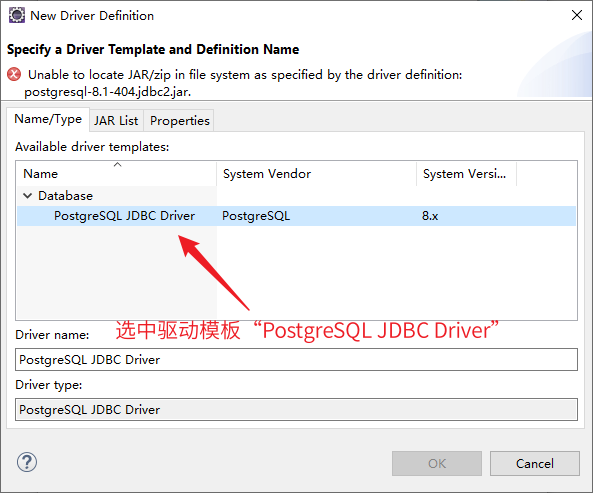 New Driver Definition
Specify a Driver Template and Definition Name
Unable to locate JAR/zip in file system as specified by the driver definition:
postgresql-8.1-404.jdbc2.jar.
Name/Type JAR List Properties
Available driver templates:
Name System Vendor System Versi...
Database
PostgreSQL JDBC Driver PostgreSQL 8.x
选中驱动模板“PostgreSQL JDBC Driver”
Driver name:
PostgreSQL JDBC Driver
Driver type:
PostgreSQL JDBC Driver
? OK Cancel